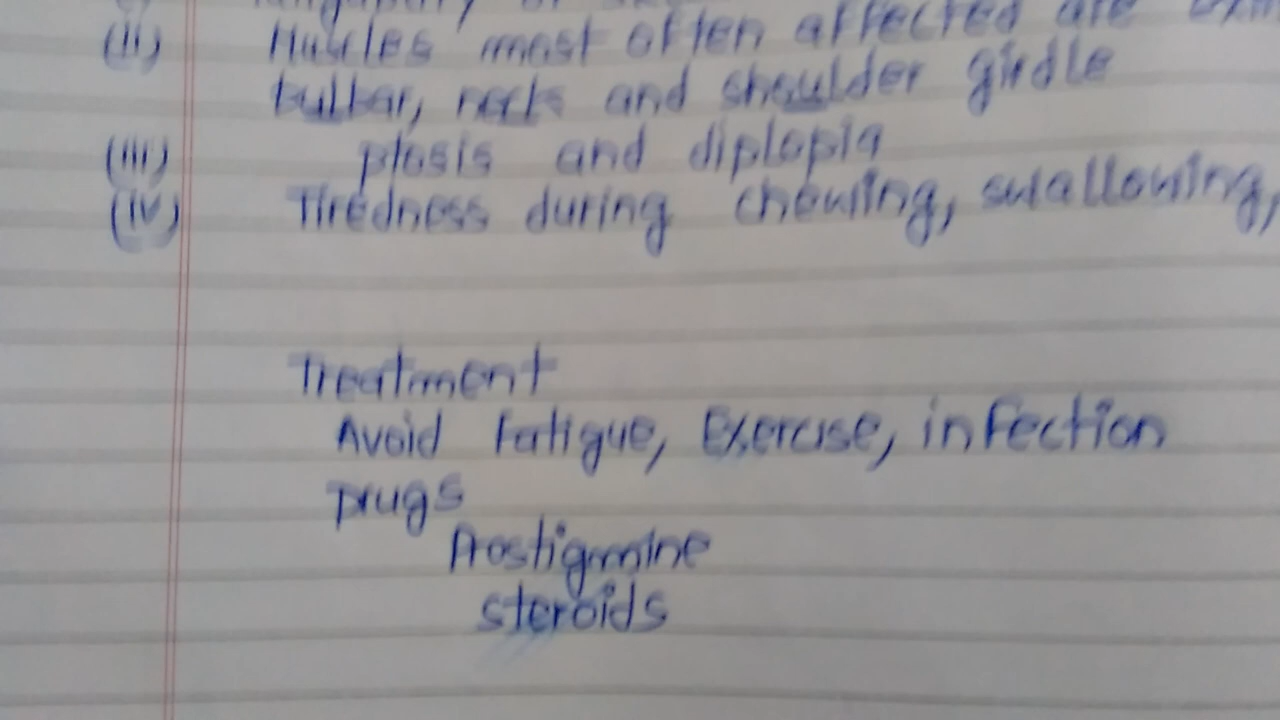 of
(ii) Muscles most often affected are
bulbar, neck and shoulder girdle
(iii) ptosis and diplopia
(iv) Tiredness during chewing, swallowing,
Treatment
Avoid Fatigue, Exercise, infection
Drugs
Prostigmine
steroids